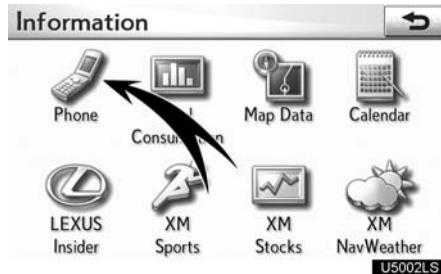 Information
Phone
Map Data
Calendar
LEXUS
Insider
XM
Sports
XM
Stocks
XM
NavWeather
U5002LS